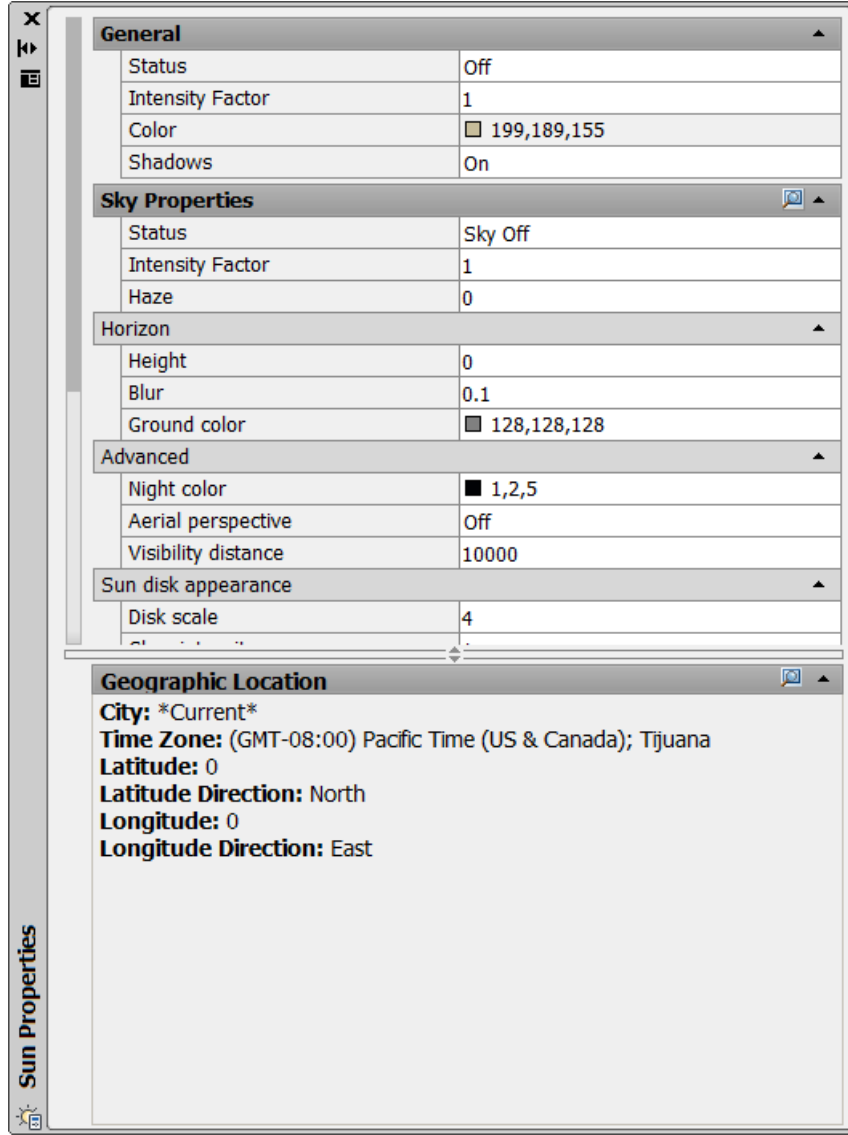 General
Status Off
Intensity Factor 1
Color 199,189,155
Shadows On
Sky Properties
Status Sky Off
Intensity Factor 1
Haze 0
Horizon
Height 0
Blur 0.1
Ground color 128,128,128
Advanced
Night color 1,2,5
Aerial perspective Off
Visibility distance 10000
Sun disk appearance
Disk scale 4
Geographic Location
City: *Current*
Time Zone: (GMT-08:00) Pacific Time (US & Canada); Tijuana
Latitude: 0
Latitude Direction: North
Longitude: 0
Longitude Direction: East
Sun Properties